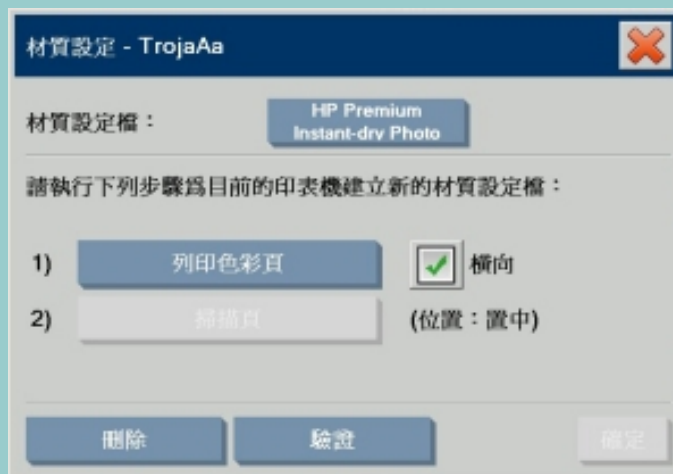 材質設定 - TrojaAa
材質設定檔：
HP Premium
Instant-dry Photo
請執行下列步驟爲目前的印表機建立新的材質設定檔：
1) 列印色彩頁 橫向
2) 掃描頁 (位置：置中)
刪除 驗證 確定